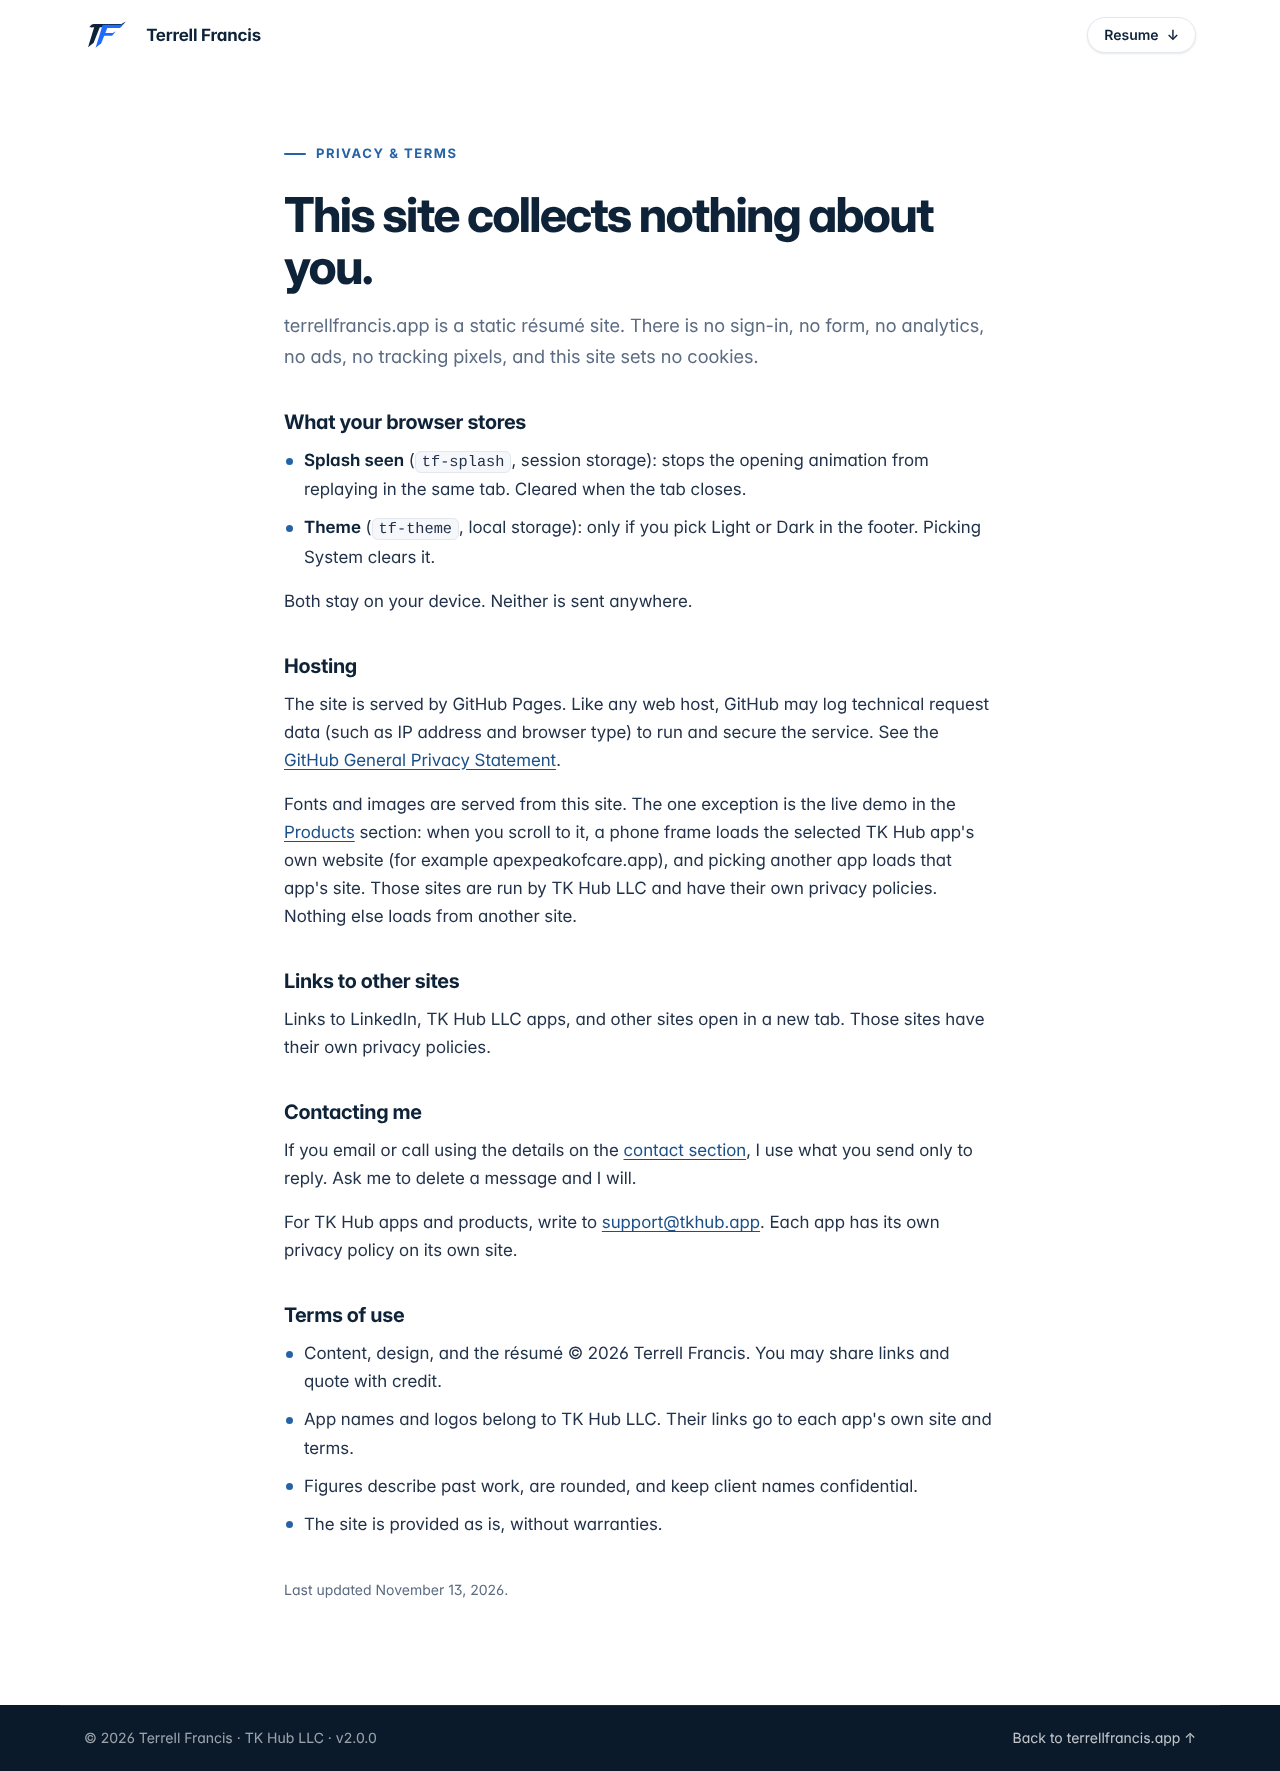 TF Terrell Francis
Resume ↓
PRIVACY & TERMS
This site collects nothing about
you.
terrellfrancis.app is a static résumé site. There is no sign-in, no form, no analytics,
no ads, no tracking pixels, and this site sets no cookies.
What your browser stores
Splash seen (tf-splash, session storage): stops the opening animation from
replaying in the same tab. Cleared when the tab closes.
Theme (tf-theme, local storage): only if you pick Light or Dark in the footer. Picking
System clears it.
Both stay on your device. Neither is sent anywhere.
Hosting
The site is served by GitHub Pages. Like any web host, GitHub may log technical request
data (such as IP address and browser type) to run and secure the service. See the
GitHub General Privacy Statement.
Fonts and images are served from this site. The one exception is the live demo in the
Products section: when you scroll to it, a phone frame loads the selected TK Hub app's
own website (for example apexpeakofcare.app), and picking another app loads that
app's site. Those sites are run by TK Hub LLC and have their own privacy policies.
Nothing else loads from another site.
Links to other sites
Links to LinkedIn, TK Hub LLC apps, and other sites open in a new tab. Those sites have
their own privacy policies.
Contacting me
If you email or call using the details on the contact section, I use what you send only to
reply. Ask me to delete a message and I will.
For TK Hub apps and products, write to support@tkhub.app. Each app has its own
privacy policy on its own site.
Terms of use
Content, design, and the résumé © 2026 Terrell Francis. You may share links and
quote with credit.
App names and logos belong to TK Hub LLC. Their links go to each app's own site and
terms.
Figures describe past work, are rounded, and keep client names confidential.
The site is provided as is, without warranties.
Last updated November 13, 2026.
© 2026 Terrell Francis · TK Hub LLC · v2.0.0
Back to terrellfrancis.app ↑